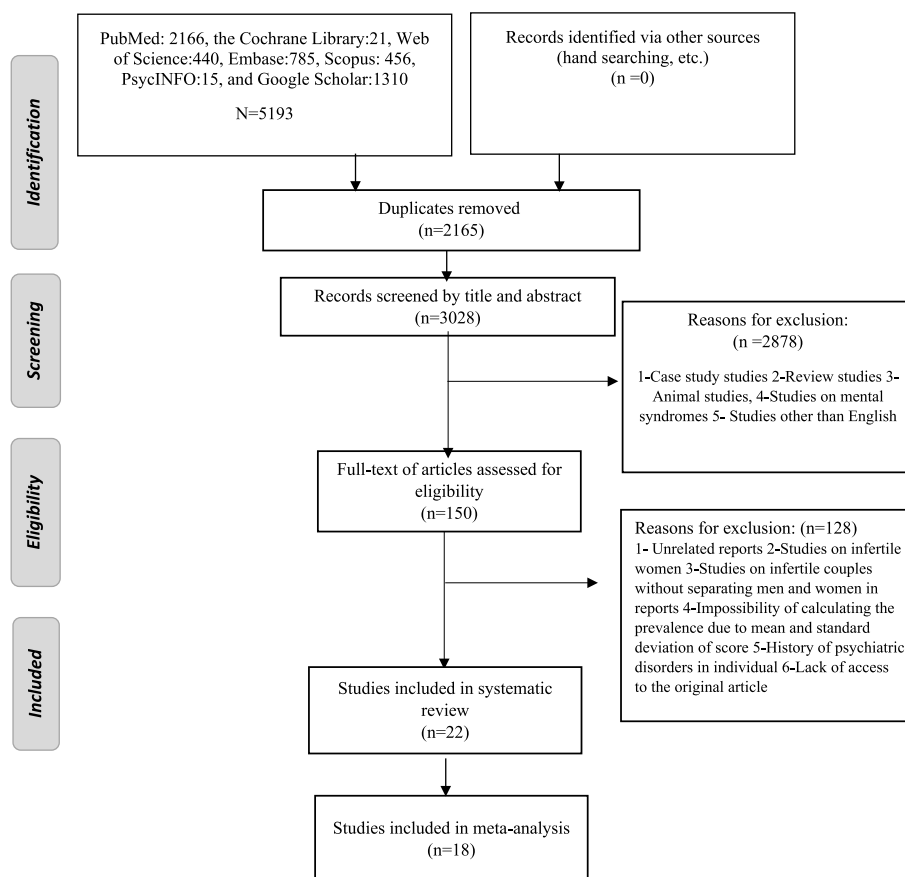 PubMed: 2166, the Cochrane Library:21, Web
of Science:440, Embase:785, Scopus: 456,
PsycINFO:15, and Google Scholar:1310
N=5193
Records identified via other sources
(hand searching, etc.)
(n =0)
Identification
Duplicates removed
(n=2165)
Screening
Records screened by title and abstract
(n=3028)
Reasons for exclusion:
(n =2878)
1-Case study studies 2-Review studies 3-
Animal studies, 4-Studies on mental
syndromes 5- Studies other than English
Eligibility
Full-text of articles assessed for
eligibility
(n=150)
Reasons for exclusion: (n=128)
1- Unrelated reports 2-Studies on infertile
women 3-Studies on infertile couples
without separating men and women in
reports 4-Impossibility of calculating the
prevalence due to mean and standard
deviation of score 5-History of psychiatric
disorders in individual 6-Lack of access
to the original article
Included
Studies included in systematic
review
(n=22)
Studies included in meta-analysis
(n=18)